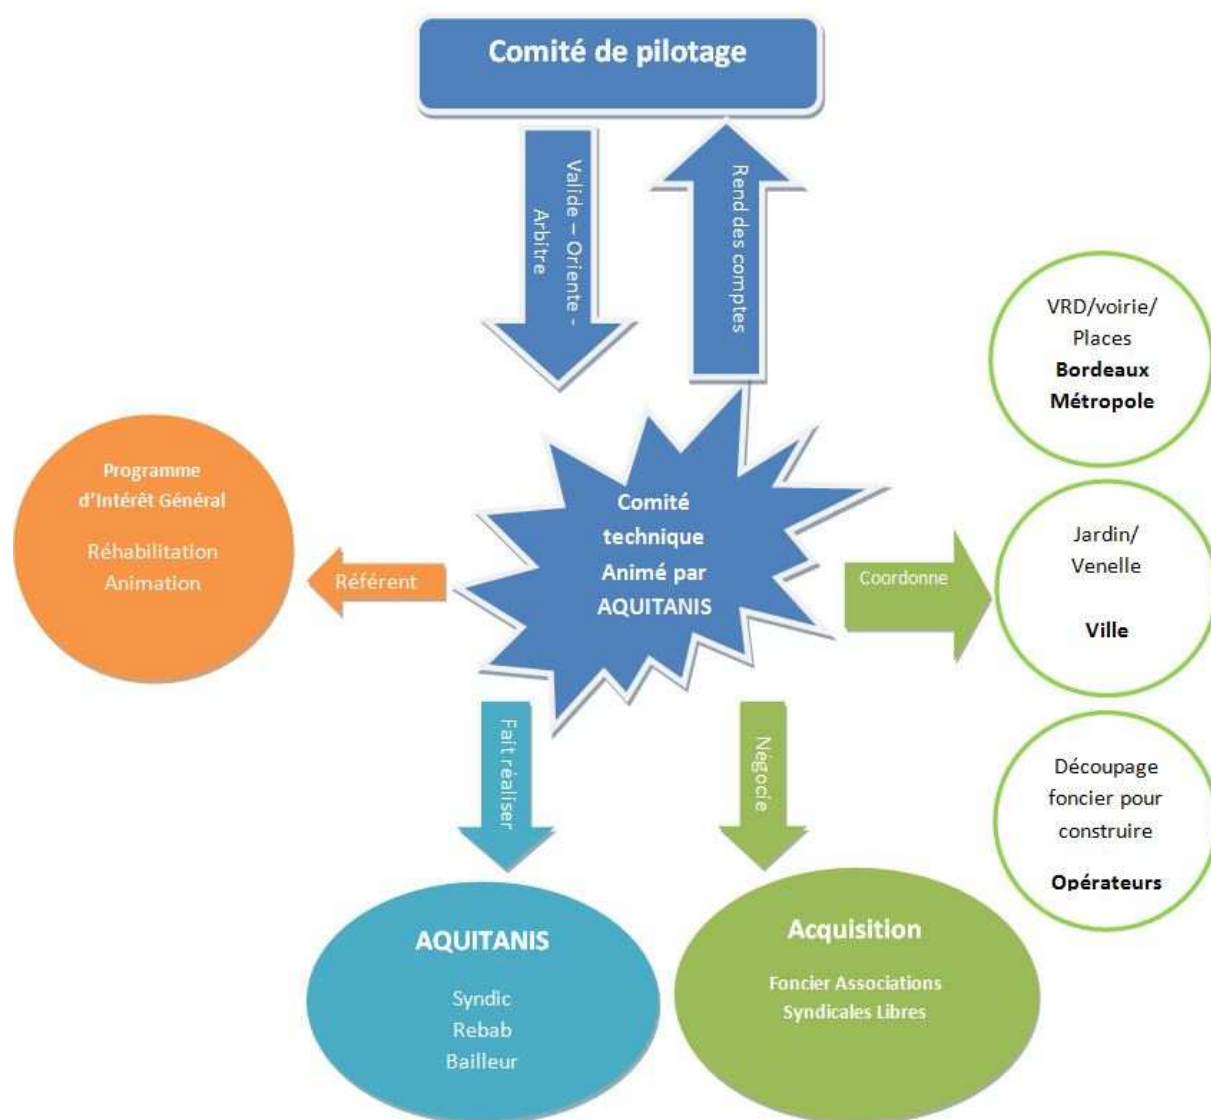 Comité de pilotage
Valide – Oriente -
Arbitre
Rend des comptes
VRD/voirie/
Places
Bordeaux
Métropole
Programme
d'Intérêt Général
Réhabilitation
Animation
Référent
Comité
technique
Animé par
AQUITANIS
Coordonne
Jardin/
Venelle
Ville
Fait réaliser
Négocie
Découpage
foncier pour
construire
Opérateurs
AQUITANIS
Syndic
Rebab
Bailleur
Acquisition
Foncier Associations
Syndicales Libres